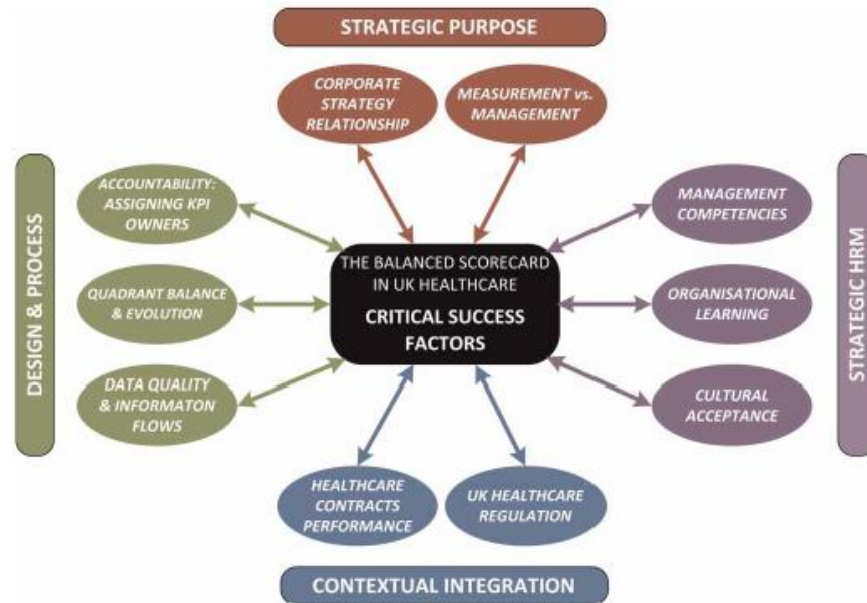 STRATEGIC PURPOSE
CORPORATE
STRATEGY
RELATIONSHIP
MEASUREMENT vs.
MANAGEMENT
DESIGN & PROCESS
ACCOUNTABILITY:
ASSIGNING KPI
OWNERS
QUADRANT BALANCE
& EVOLUTION
DATA QUALITY
& INFORMATON
FLOWS
THE BALANCED SCORECARD
IN UK HEALTHCARE
CRITICAL SUCCESS
FACTORS
MANAGEMENT
COMPETENCIES
ORGANISATIONAL
LEARNING
CULTURAL
ACCEPTANCE
STRATEGIC HRM
HEALTHCARE
CONTRACTS
PERFORMANCE
UK HEALTHCARE
REGULATION
CONTEXTUAL INTEGRATION